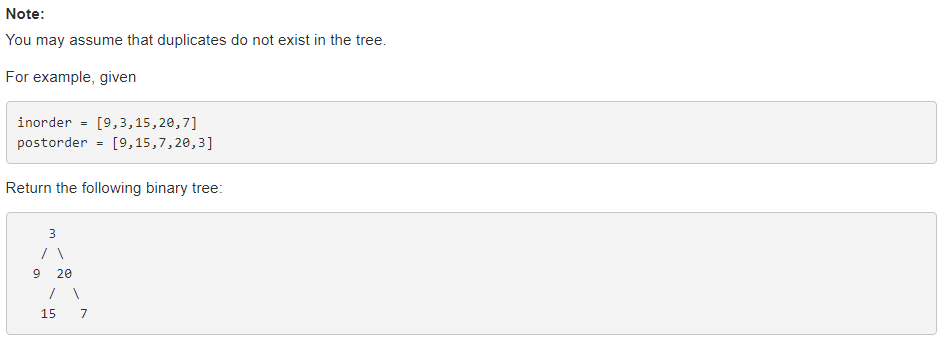 Note:
You may assume that duplicates do not exist in the tree.
For example, given
inorder = [9,3,15,20,7]
postorder = [9,15,7,20,3]
Return the following binary tree:
3
/ \
9 20
/ \
15 7